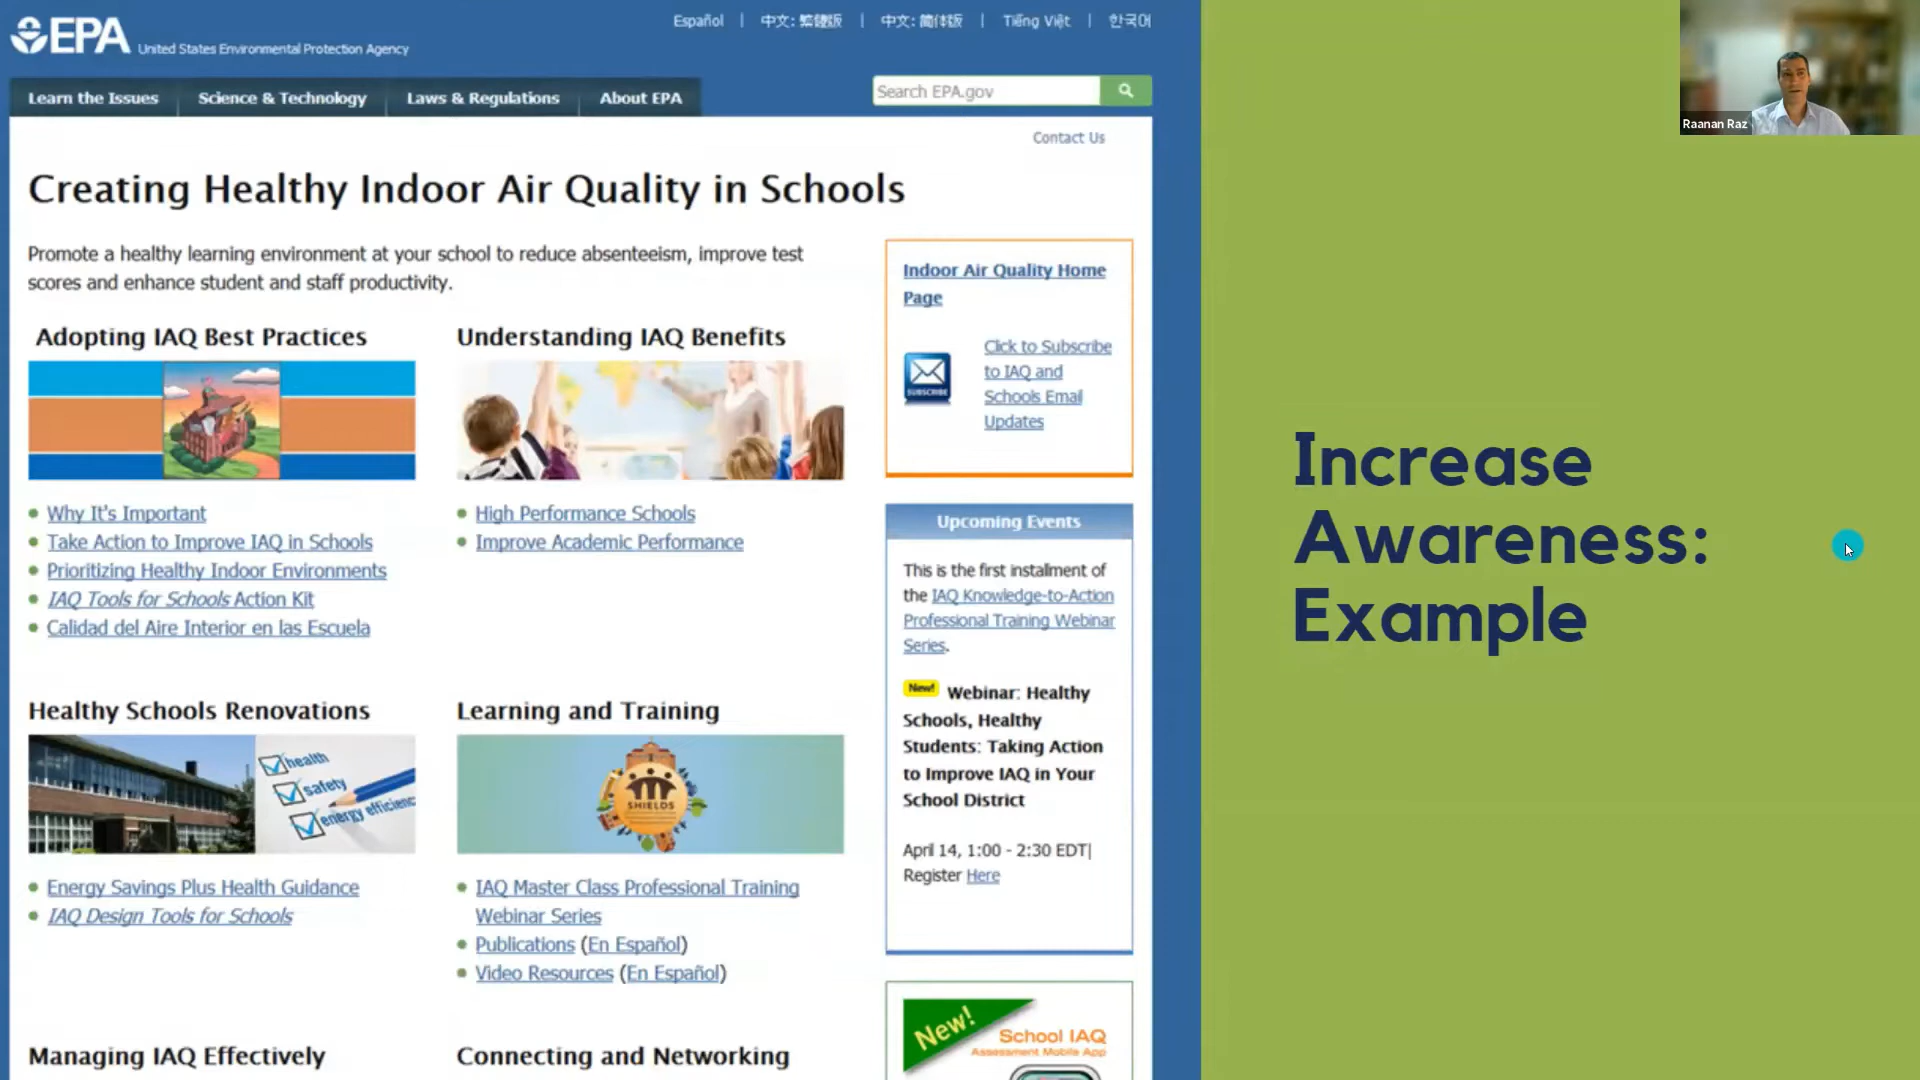 EPA United States Environmental Protection Agency
Español | 中文: 繁體版 | 中文: 简体版 | Tiếng Việt | 한국어
Learn the Issues Science & Technology Laws & Regulations About EPA
Search EPA.gov
Contact Us
Raanan Raz
Creating Healthy Indoor Air Quality in Schools
Promote a healthy learning environment at your school to reduce absenteeism, improve test
scores and enhance student and staff productivity.
Adopting IAQ Best Practices
Why It's Important
Take Action to Improve IAQ in Schools
Prioritizing Healthy Indoor Environments
IAQ Tools for Schools Action Kit
Calidad del Aire Interior en las Escuela
Understanding IAQ Benefits
High Performance Schools
Improve Academic Performance
Healthy Schools Renovations
health
safety
energy efficienc
Energy Savings Plus Health Guidance
IAQ Design Tools for Schools
Learning and Training
SHIELDS
IAQ Master Class Professional Training
Webinar Series
Publications (En Español)
Video Resources (En Español)
Managing IAQ Effectively
Connecting and Networking
Indoor Air Quality Home
Page
SUBSCRIBE
Click to Subscribe
to IAQ and
Schools Email
Updates
Upcoming Events
This is the first installment of
the IAQ Knowledge-to-Action
Professional Training Webinar
Series.
New! Webinar: Healthy
Schools, Healthy
Students: Taking Action
to Improve IAQ in Your
School District
April 14, 1:00 - 2:30 EDT|
Register Here
New!
School IAQ
Assessment Mobile App
Increase
Awareness:
Example